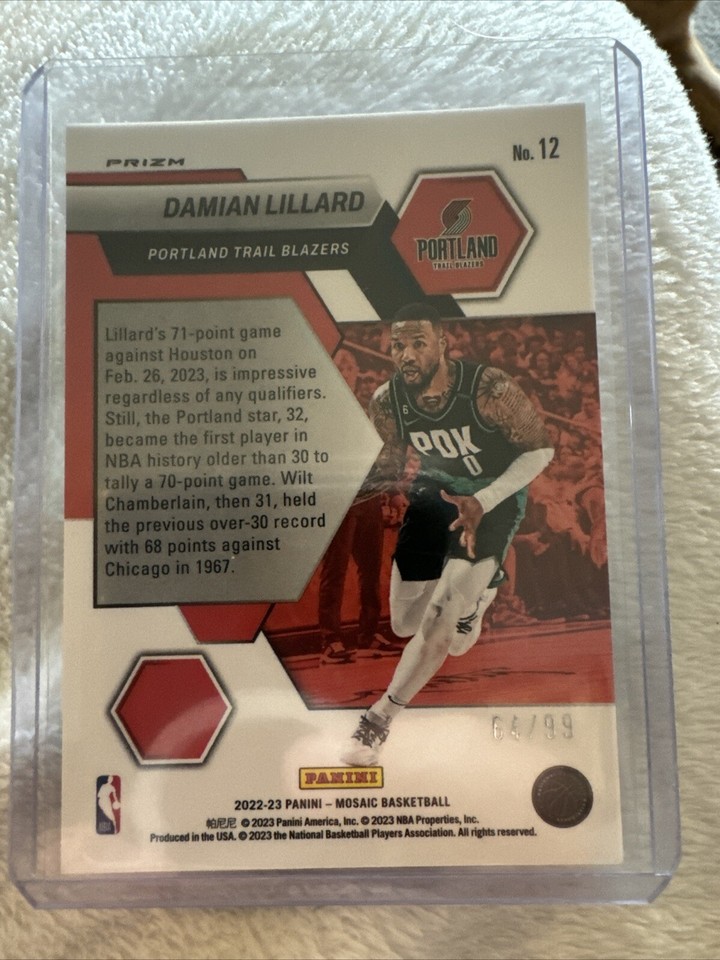 PRIZM
No. 12
DAMIAN LILLARD
PORTLAND TRAIL BLAZERS
PORTLAND
TRAIL BLAZERS
Lillard's 71-point game
against Houston on
Feb. 26, 2023, is impressive
regardless of any qualifiers.
Still, the Portland star, 32,
became the first player in
NBA history older than 30 to
tally a 70-point game. Wilt
Chamberlain, then 31, held
the previous over-30 record
with 68 points against
Chicago in 1967.
6
PDX
0
64/99
PANINI
2022-23 PANINI – MOSAIC BASKETBALL
帕尼尼 © 2023 Panini America, Inc. © 2023 NBA Properties, Inc.
Produced in the USA. © 2023 the National Basketball Players Association. All rights reserved.